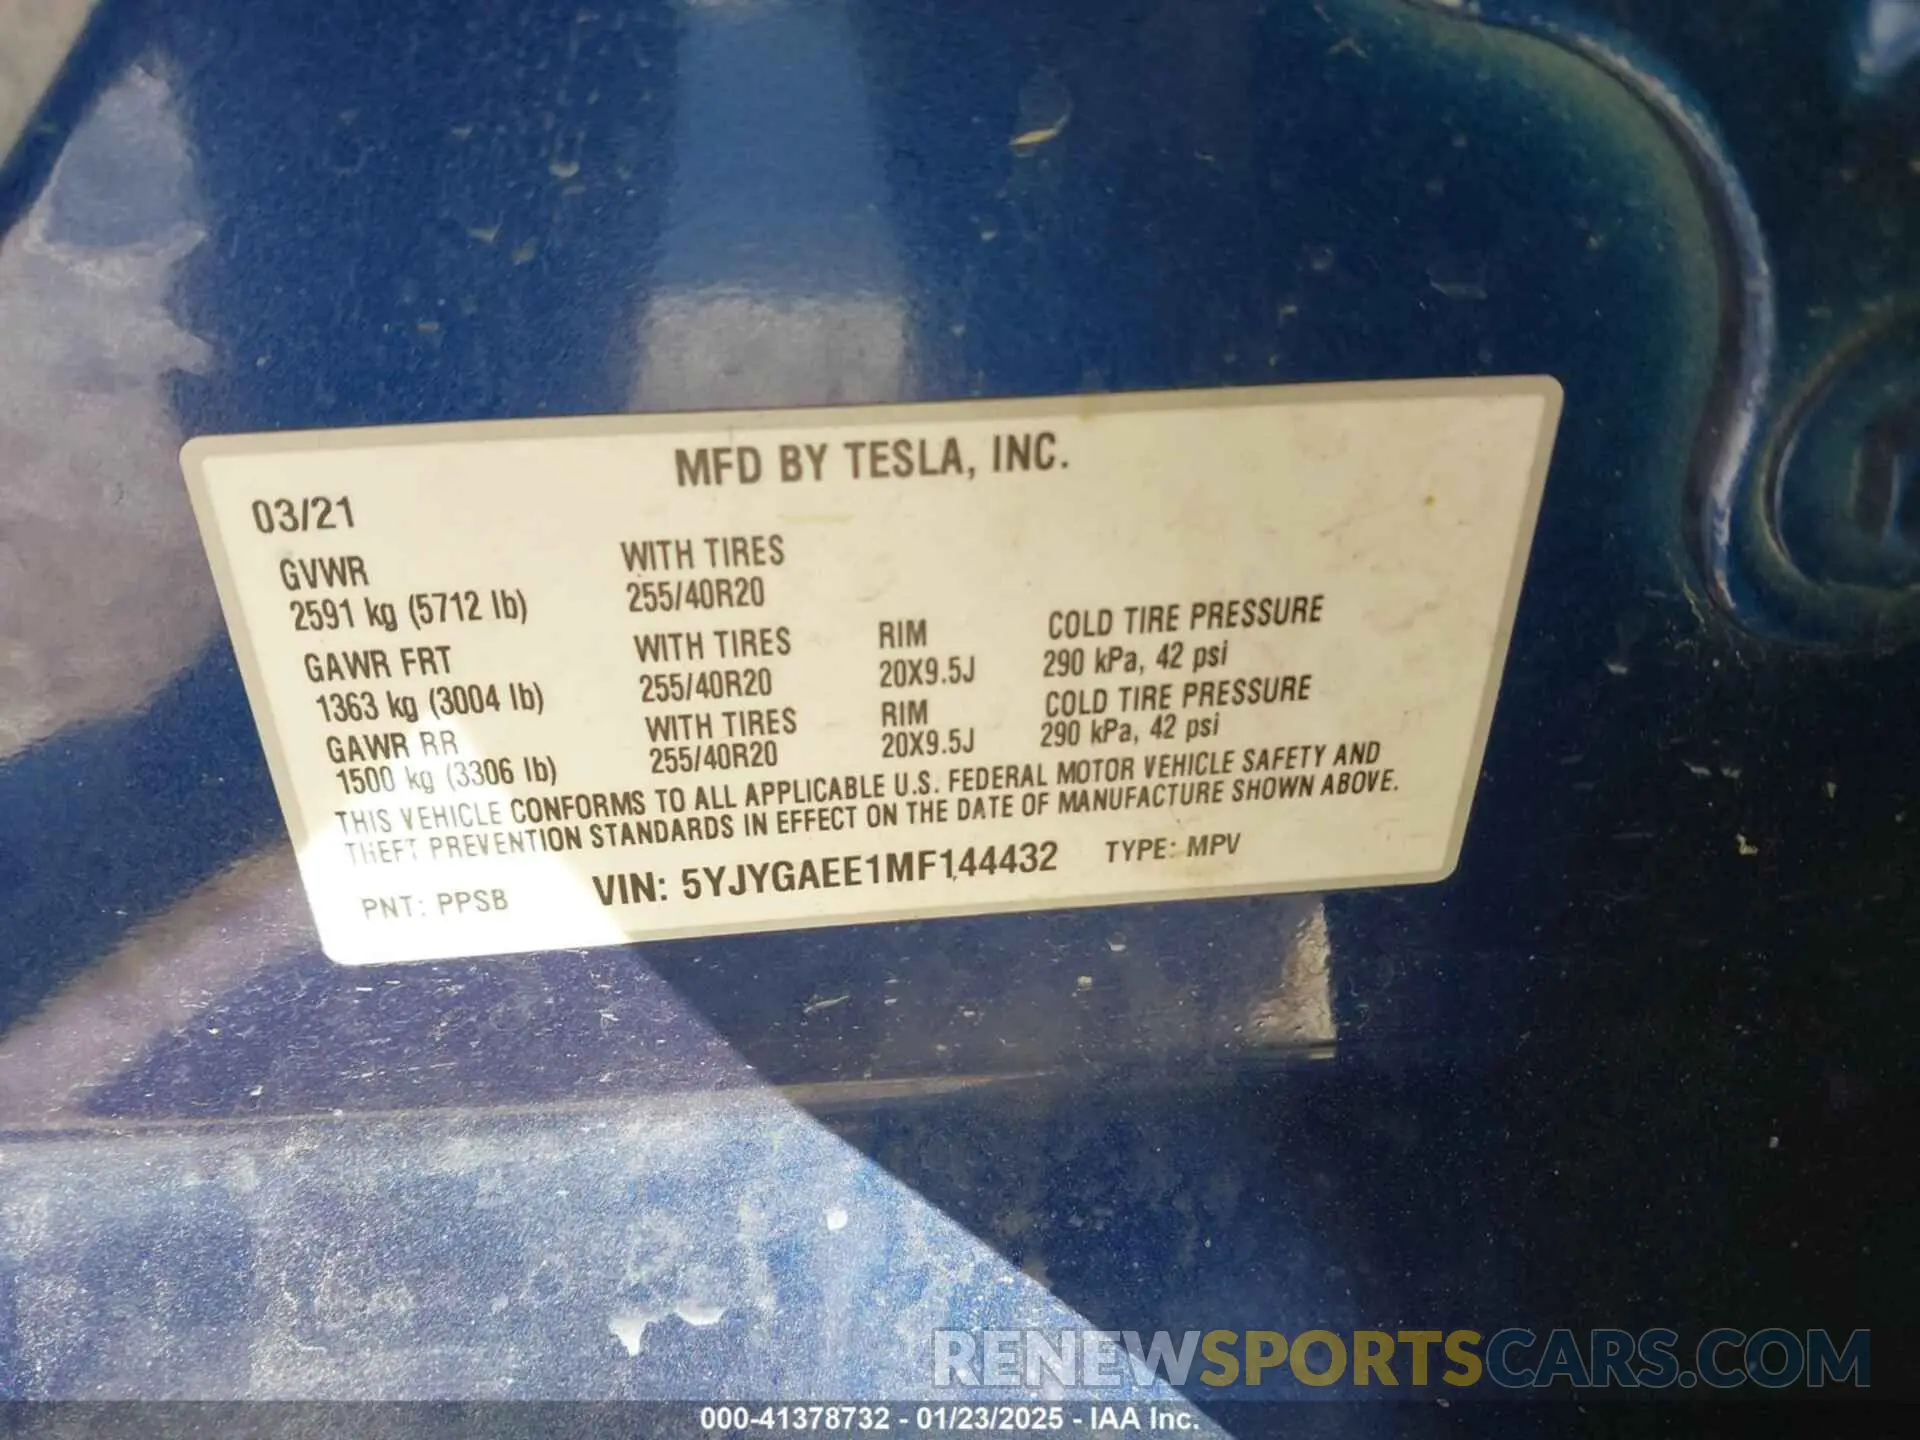 MFD BY TESLA, INC.
03/21
GVWR WITH TIRES
2591 kg (5712 lb) 255/40R20
GAWR FRT WITH TIRES RIM COLD TIRE PRESSURE
1363 kg (3004 lb) 255/40R20 20X9.5J 290 kPa, 42 psi
GAWR RR WITH TIRES RIM COLD TIRE PRESSURE
1500 kg (3306 lb) 255/40R20 20X9.5J 290 kPa, 42 psi
THIS VEHICLE CONFORMS TO ALL APPLICABLE U.S. FEDERAL MOTOR VEHICLE SAFETY AND
THEFT PREVENTION STANDARDS IN EFFECT ON THE DATE OF MANUFACTURE SHOWN ABOVE.
PNT: PPSB VIN: 5YJYGAEE1MF144432 TYPE: MPV
RENEWSPORTSCARS.COM
000-41378732 - 01/23/2025 - IAA Inc.